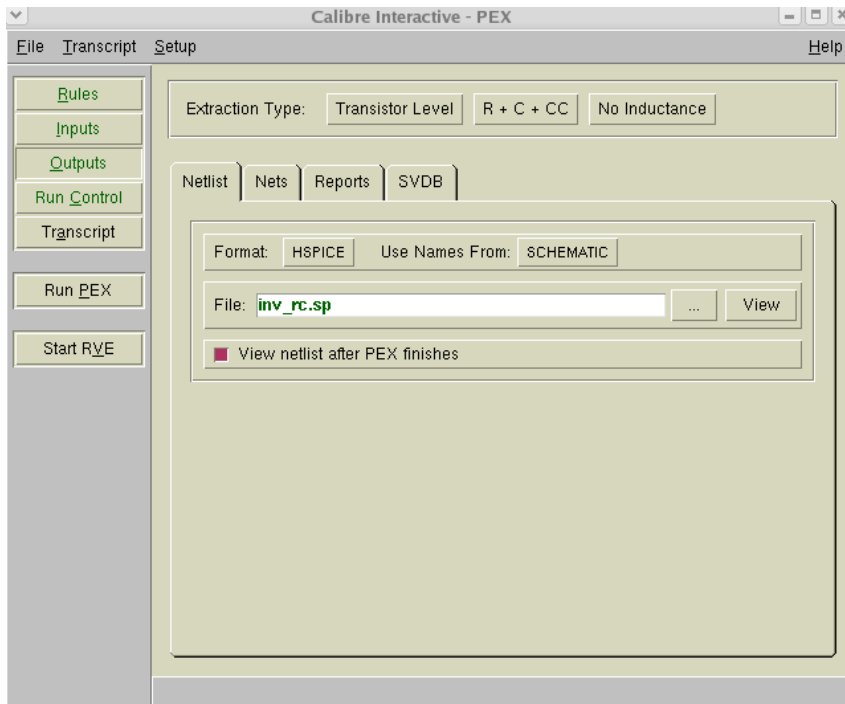 Calibre Interactive - PEX
File Transcript Setup Help
Rules
Inputs
Outputs
Run Control
Transcript
Run PEX
Start RVE
Extraction Type: Transistor Level R + C + CC No Inductance
Netlist Nets Reports SVDB
Format: HSPICE Use Names From: SCHEMATIC
File: inv_rc.sp ... View
View netlist after PEX finishes